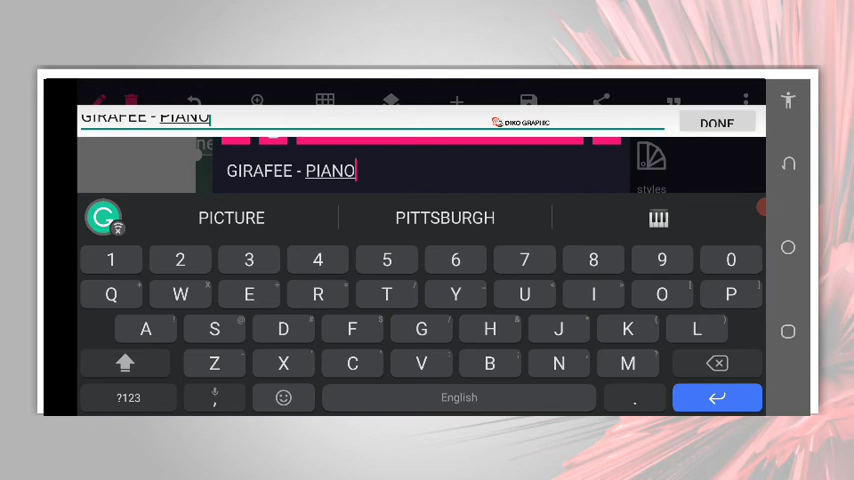 GIRAFEE - PIANO
DIKO GRAPHIC
DONE
GIRAFEE - PIANO
styles
PICTURE PITTSBURGH
1 2 3 4 5 6 7 8 9 0
Q W E R T Y U I O P
A S D F G H J K L
Z X C V B N M
?123 , English .